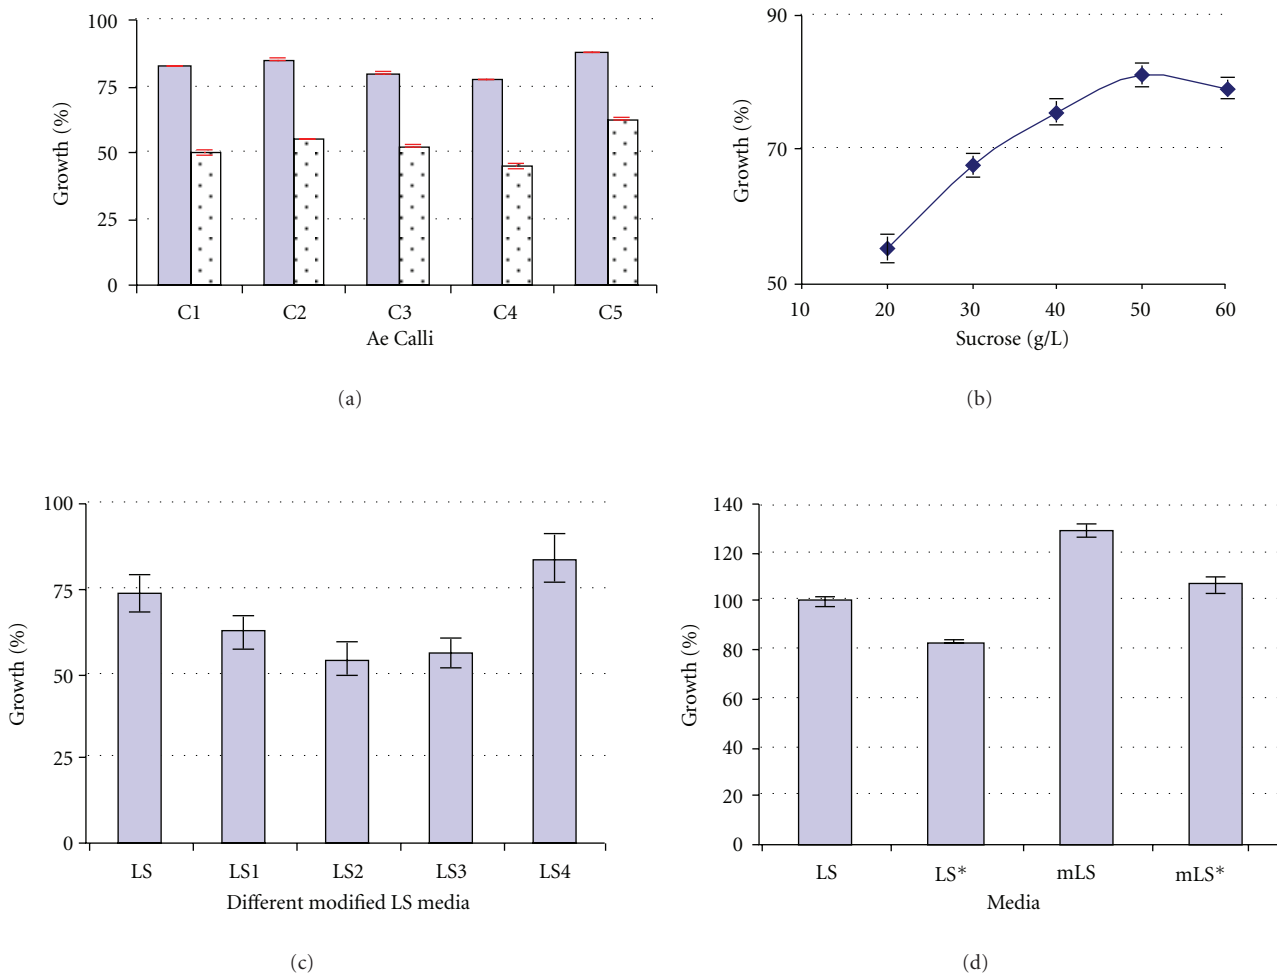 100
75
50
25
0
Growth (%)
C1 C2 C3 C4 C5
Ae Calli
(a)
90
70
50
Growth (%)
10 20 30 40 50 60
Sucrose (g/L)
(b)
100
75
50
25
0
Growth (%)
LS LS1 LS2 LS3 LS4
Different modified LS media
(c)
140
120
100
80
60
40
20
0
Growth (%)
LS LS* mLS mLS*
Media
(d)